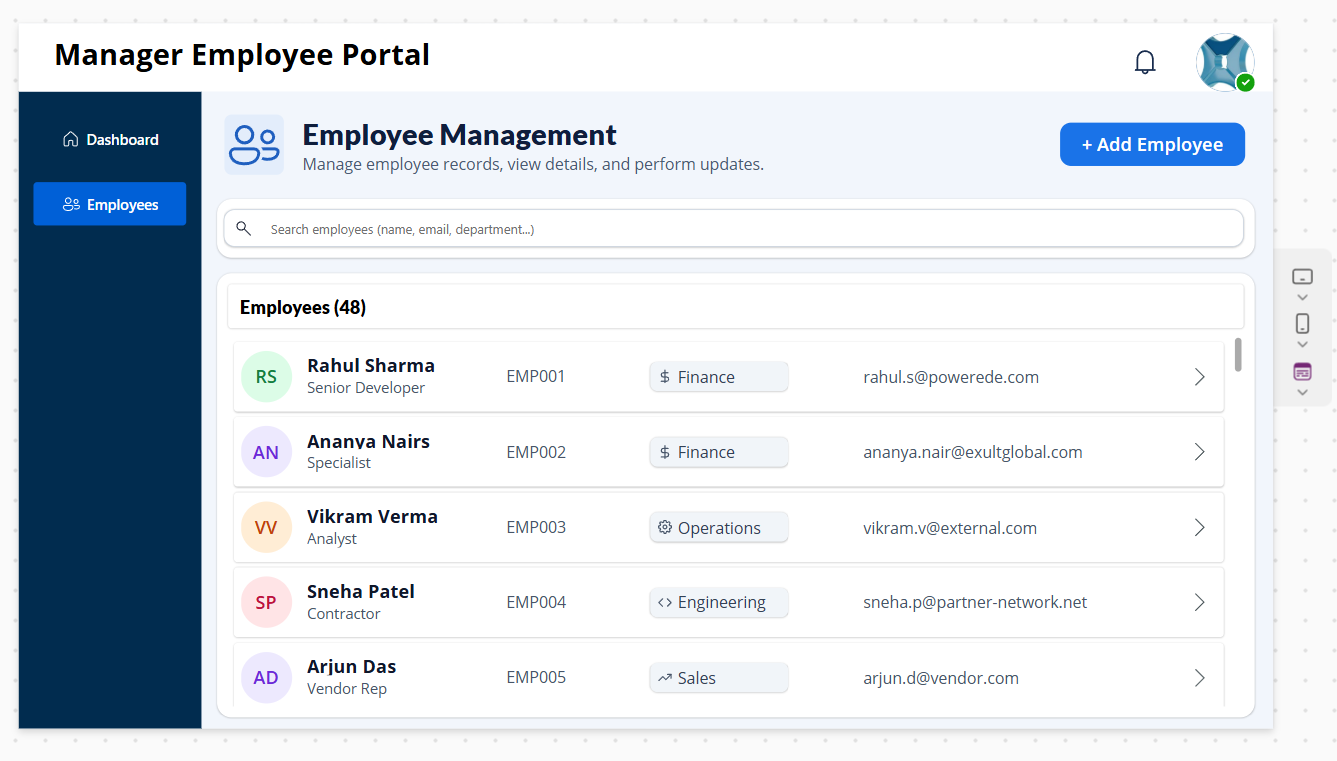 Manager Employee Portal
Dashboard
Employees
Employee Management
Manage employee records, view details, and perform updates.
+ Add Employee
Search employees (name, email, department...)
Employees (48)
RS
Rahul Sharma
Senior Developer
EMP001
$ Finance
rahul.s@powerede.com
AN
Ananya Nairs
Specialist
EMP002
$ Finance
ananya.nair@exultglobal.com
VV
Vikram Verma
Analyst
EMP003
Operations
vikram.v@external.com
SP
Sneha Patel
Contractor
EMP004
Engineering
sneha.p@partner-network.net
AD
Arjun Das
Vendor Rep
EMP005
Sales
arjun.d@vendor.com